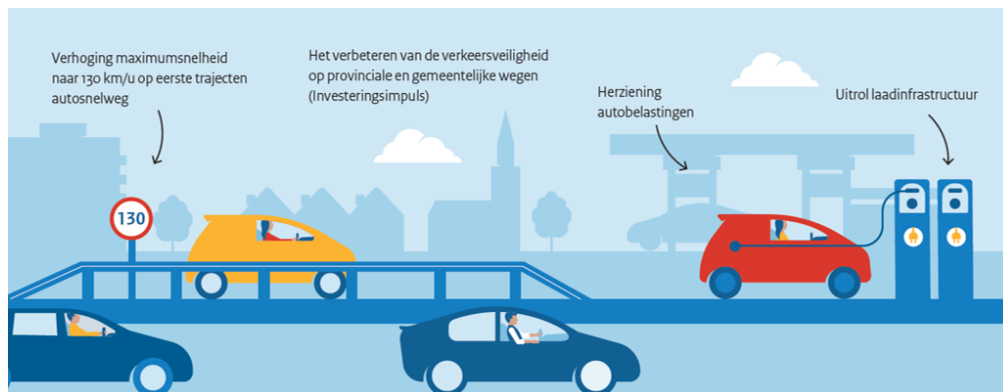 Verhoging maximumsnelheid
naar 130 km/u op eerste trajecten
autosnelweg
Het verbeteren van de verkeersveiligheid
op provinciale en gemeentelijke wegen
(Investeringsimpuls)
Herziening
autobelastingen
Uitrol laadinfrastructuur
130